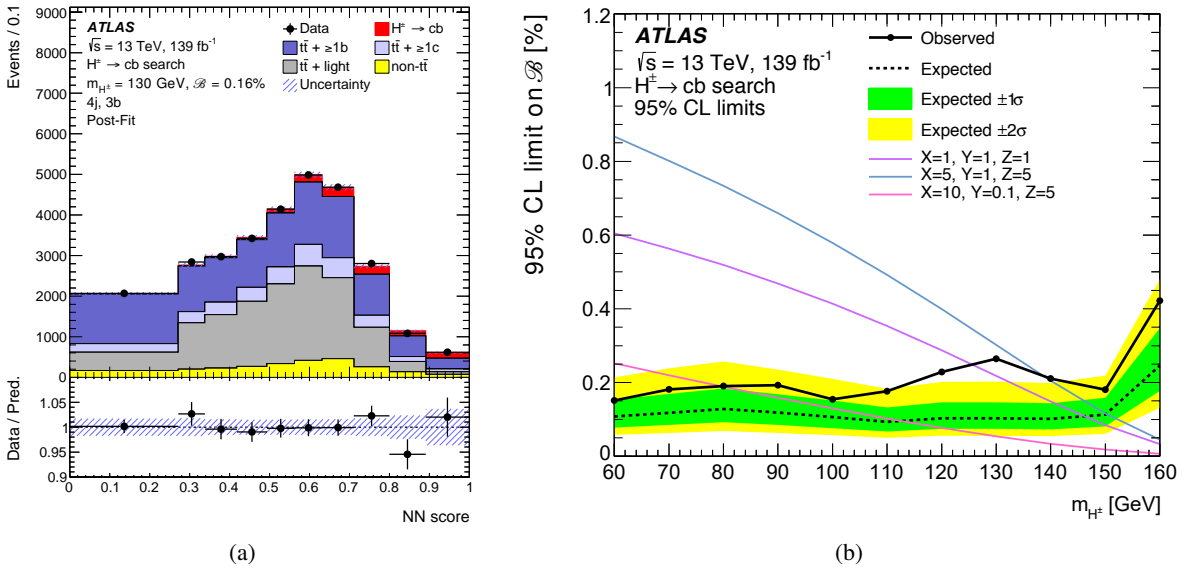 Events / 0.1
9000
8000
7000
6000
5000
4000
3000
2000
1000
0
ATLAS
√s = 13 TeV, 139 fb⁻¹
H± → cb search
m_H± = 130 GeV, ℬ = 0.16%
4j, 3b
Post-Fit
Data
H± → cb
tt̄ + ≥1b
tt̄ + ≥1c
tt̄ + light
non-tt̄
Uncertainty
Data / Pred.
1.05
1
0.95
0.9
0 0.1 0.2 0.3 0.4 0.5 0.6 0.7 0.8 0.9 1
NN score
(a)
95% CL limit on ℬ [%]
1.2
1
0.8
0.6
0.4
0.2
0
ATLAS
√s = 13 TeV, 139 fb⁻¹
H± → cb search
95% CL limits
Observed
Expected
Expected ±1σ
Expected ±2σ
X=1, Y=1, Z=1
X=5, Y=1, Z=5
X=10, Y=0.1, Z=5
60 70 80 90 100 110 120 130 140 150 160
m_H± [GeV]
(b)